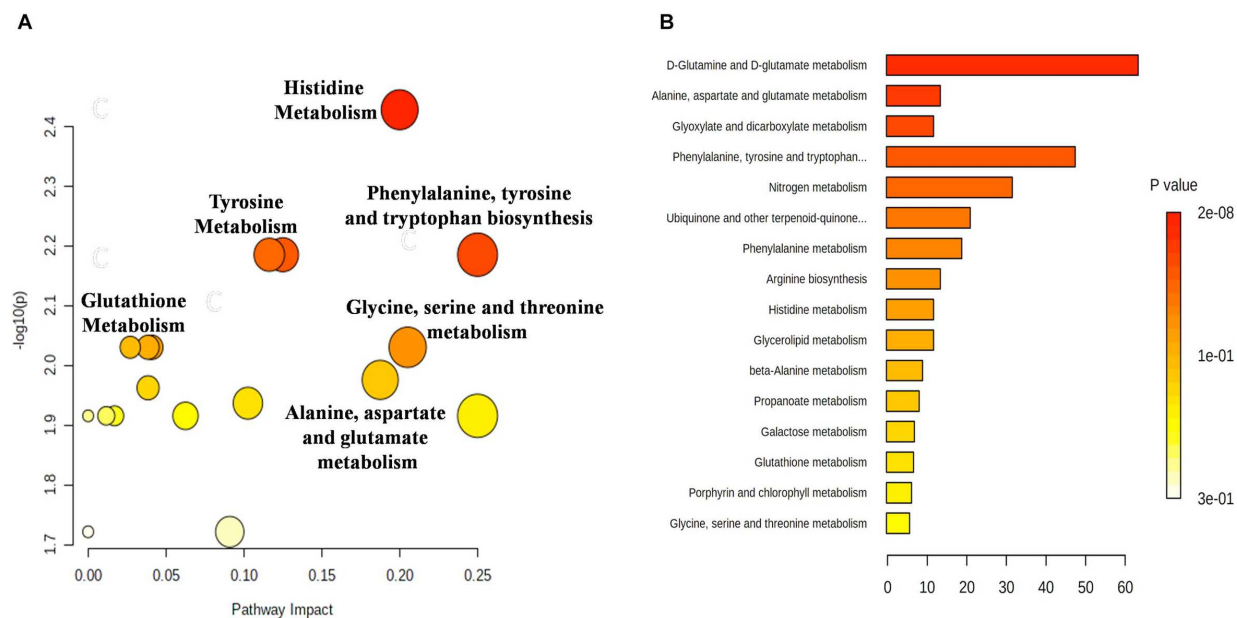 A
B
Histidine
Metabolism
Tyrosine
Metabolism
Phenylalanine, tyrosine
and tryptophan biosynthesis
Glutathione
Metabolism
Glycine, serine and threonine
metabolism
Alanine, aspartate
and glutamate
metabolism
C
C
C
C
-log10(p)
2.4
2.3
2.2
2.1
2.0
1.9
1.8
1.7
0.00 0.05 0.10 0.15 0.20 0.25
Pathway Impact
D-Glutamine and D-glutamate metabolism
Alanine, aspartate and glutamate metabolism
Glyoxylate and dicarboxylate metabolism
Phenylalanine, tyrosine and tryptophan...
Nitrogen metabolism
Ubiquinone and other terpenoid-quinone...
Phenylalanine metabolism
Arginine biosynthesis
Histidine metabolism
Glycerolipid metabolism
beta-Alanine metabolism
Propanoate metabolism
Galactose metabolism
Glutathione metabolism
Porphyrin and chlorophyll metabolism
Glycine, serine and threonine metabolism
0 10 20 30 40 50 60
P value
2e-08
1e-01
3e-01